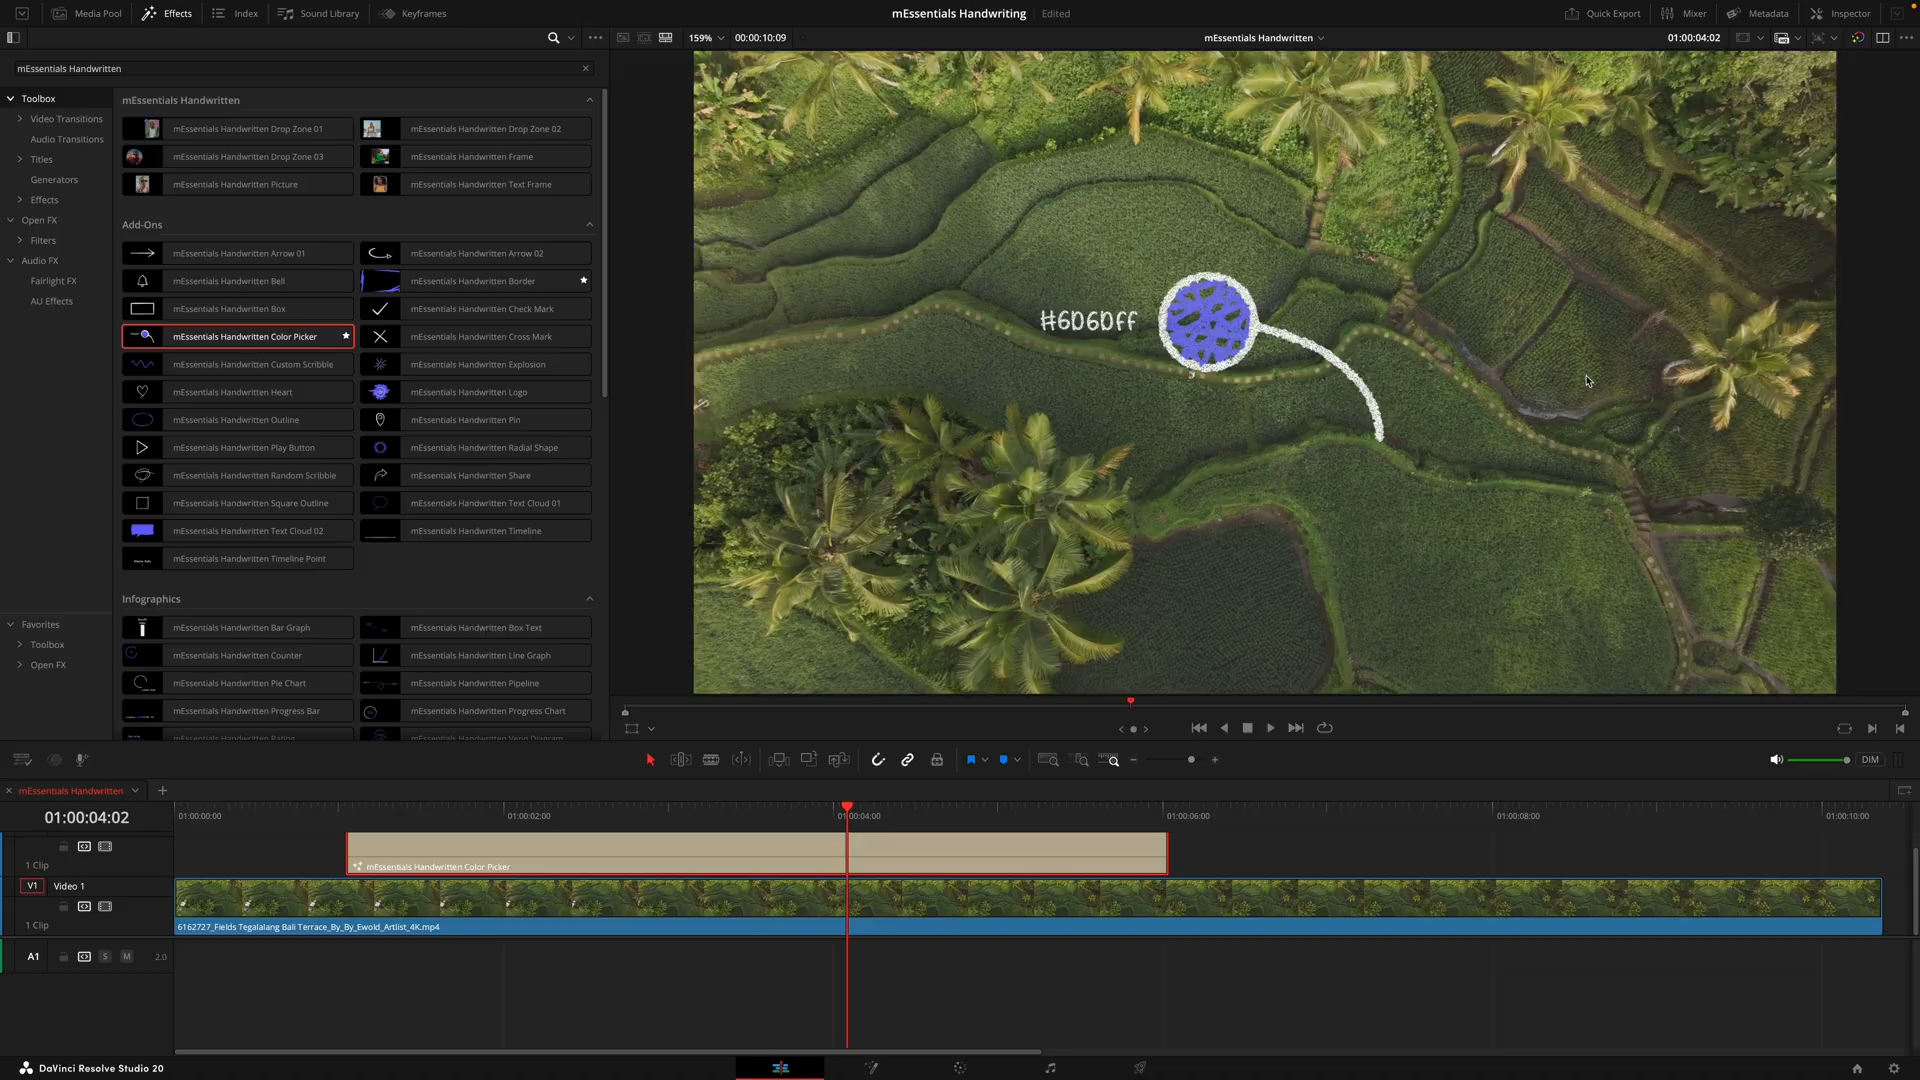 Media Pool
Effects
Index
Sound Library
Keyframes
mEssentials Handwriting
Edited
Quick Export
Mixer
Metadata
Inspector
159%
00:00:10:09
mEssentials Handwritten
01:00:04:02
mEssentials Handwritten
Toolbox
Video Transitions
Audio Transitions
Titles
Generators
Effects
Open FX
Filters
Audio FX
Fairlight FX
AU Effects
Favorites
Toolbox
Open FX
mEssentials Handwritten
mEssentials Handwritten Drop Zone 01
mEssentials Handwritten Drop Zone 02
mEssentials Handwritten Drop Zone 03
mEssentials Handwritten Frame
mEssentials Handwritten Picture
mEssentials Handwritten Text Frame
Add-Ons
mEssentials Handwritten Arrow 01
mEssentials Handwritten Arrow 02
mEssentials Handwritten Bell
mEssentials Handwritten Border
mEssentials Handwritten Box
mEssentials Handwritten Check Mark
mEssentials Handwritten Color Picker
mEssentials Handwritten Cross Mark
mEssentials Handwritten Custom Scribble
mEssentials Handwritten Explosion
mEssentials Handwritten Heart
mEssentials Handwritten Logo
mEssentials Handwritten Outline
mEssentials Handwritten Pin
mEssentials Handwritten Play Button
mEssentials Handwritten Radial Shape
mEssentials Handwritten Random Scribble
mEssentials Handwritten Share
mEssentials Handwritten Square Outline
mEssentials Handwritten Text Cloud 01
mEssentials Handwritten Text Cloud 02
mEssentials Handwritten Timeline
mEssentials Handwritten Timeline Point
Infographics
mEssentials Handwritten Bar Graph
mEssentials Handwritten Box Text
mEssentials Handwritten Counter
mEssentials Handwritten Line Graph
mEssentials Handwritten Pie Chart
mEssentials Handwritten Pipeline
mEssentials Handwritten Progress Bar
mEssentials Handwritten Progress Chart
mEssentials Handwritten Rating
mEssentials Handwritten Venn Diagram
#6D6Dff
DIM
mEssentials Handwritten
01:00:04:02
01:00:00:00
01:00:02:00
01:00:04:00
01:00:06:00
01:00:08:00
01:00:10:00
1 Clip
mEssentials Handwritten Color Picker
V1
Video 1
1 Clip
6162727_Fields Tegalalang Bali Terrace_By_By_Ewold_Artlist_4K.mp4
A1
S
M
2.0
DaVinci Resolve Studio 20